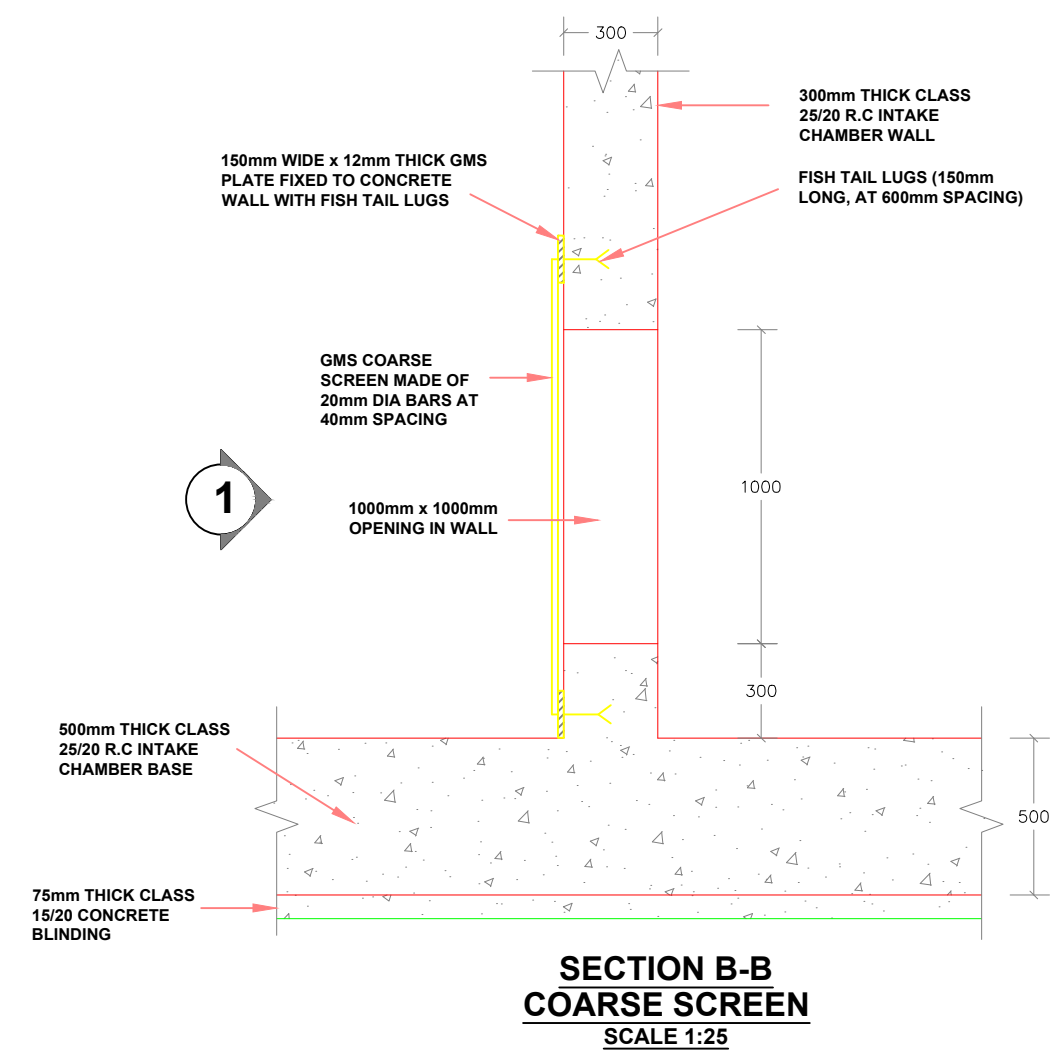 300
300mm THICK CLASS
25/20 R.C INTAKE
CHAMBER WALL
150mm WIDE x 12mm THICK GMS
PLATE FIXED TO CONCRETE
WALL WITH FISH TAIL LUGS
FISH TAIL LUGS (150mm
LONG, AT 600mm SPACING)
GMS COARSE
SCREEN MADE OF
20mm DIA BARS AT
40mm SPACING
1
1000mm x 1000mm
OPENING IN WALL
1000
300
500mm THICK CLASS
25/20 R.C INTAKE
CHAMBER BASE
500
75mm THICK CLASS
15/20 CONCRETE
BLINDING
SECTION B-B
COARSE SCREEN
SCALE 1:25